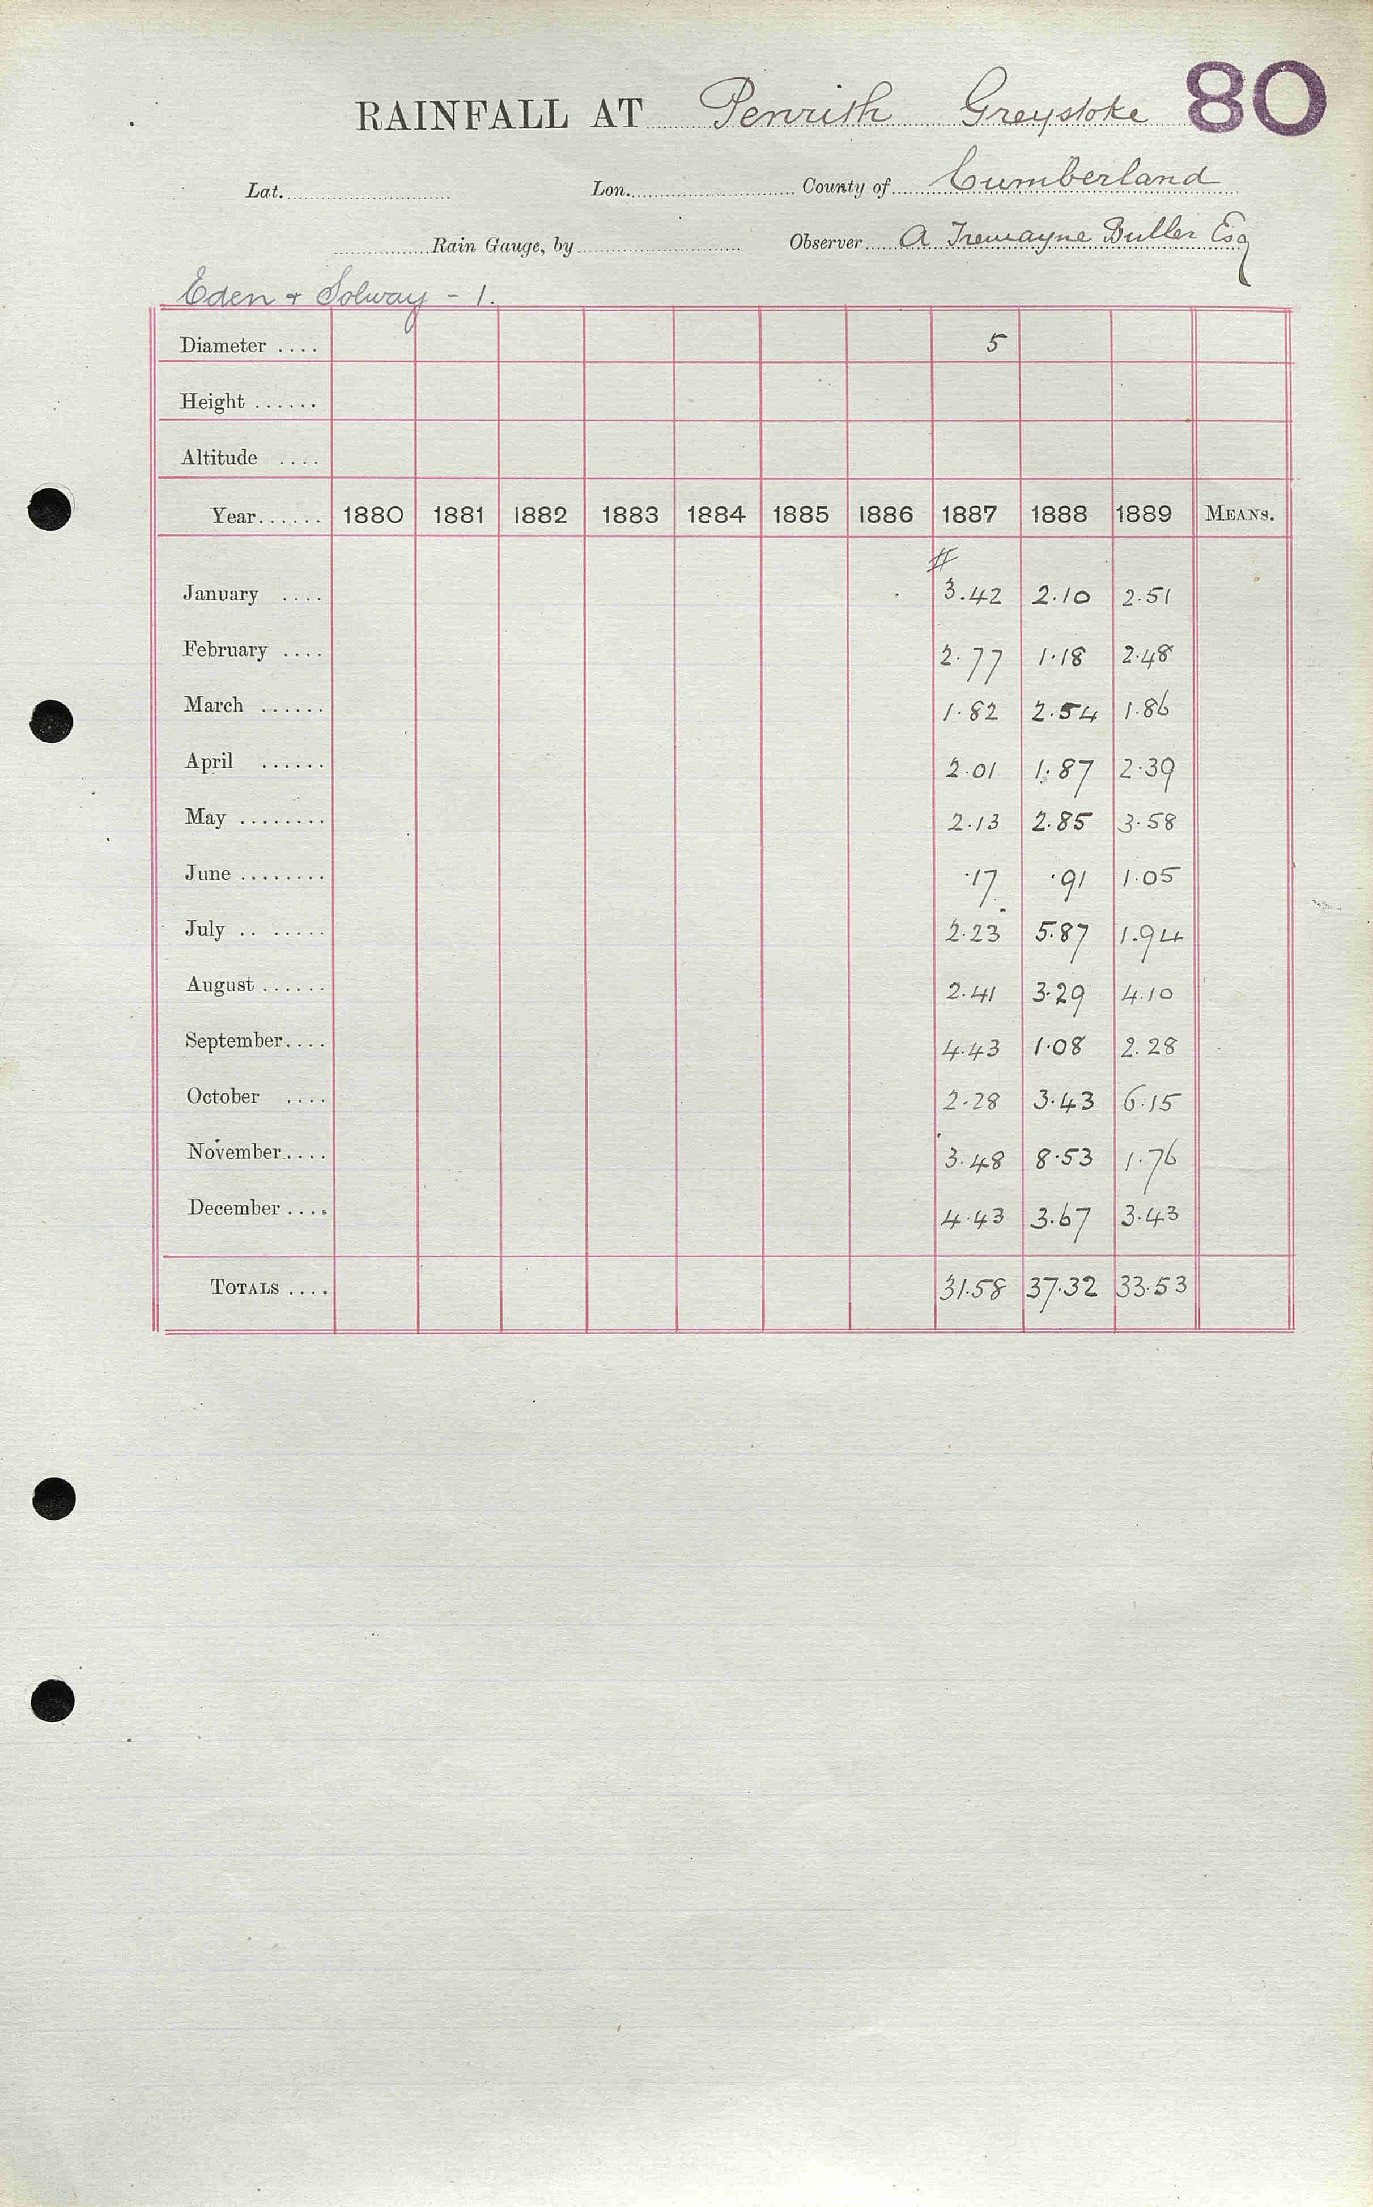 RAINFALL AT Penrith Greystoke 80
Lat. Lon. County of Cumberland
Rain Gauge, by Observer A Tremayne Buller Esq
Eden + Solway - 1.
Diameter .... 5
Height ......
Altitude ....
Year...... 1880 1881 1882 1883 1884 1885 1886 1887 1888 1889 MEANS.
#
January .... 3.42 2.10 2.51
February .... 2.77 1.18 2.48
March ...... 1.82 2.54 1.86
April ...... 2.01 1.87 2.39
May ........ 2.13 2.85 3.58
June ........ .17 .91 1.05
July .. ..... 2.23 5.87 1.94
August ...... 2.41 3.29 4.10
September.... 4.43 1.08 2.28
October .... 2.28 3.43 6.15
November.... 3.48 8.53 1.76
December .... 4.43 3.67 3.43
TOTALS .... 31.58 37.32 33.53